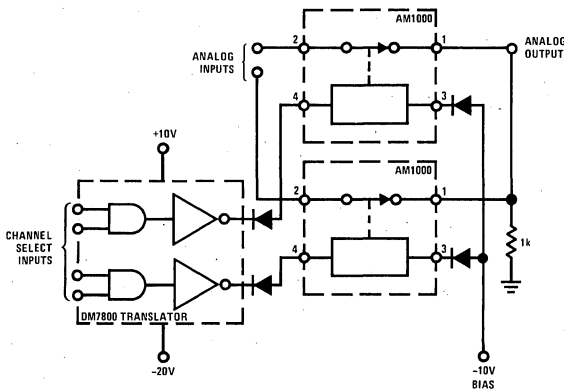 AM1000
2
1
ANALOG
INPUTS
ANALOG
OUTPUT
4
3
+10V
AM1000
2
1
CHANNEL
SELECT
INPUTS
4
3
1k
DM7800 TRANSLATOR
-20V
-10V
BIAS